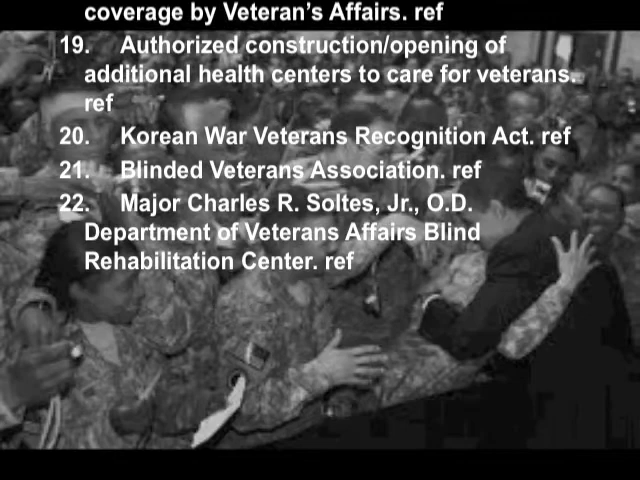 coverage by Veteran's Affairs. ref
19. Authorized construction/opening of
additional health centers to care for veterans.
ref
20. Korean War Veterans Recognition Act. ref
21. Blinded Veterans Association. ref
22. Major Charles R. Soltes, Jr., O.D.
Department of Veterans Affairs Blind
Rehabilitation Center. ref